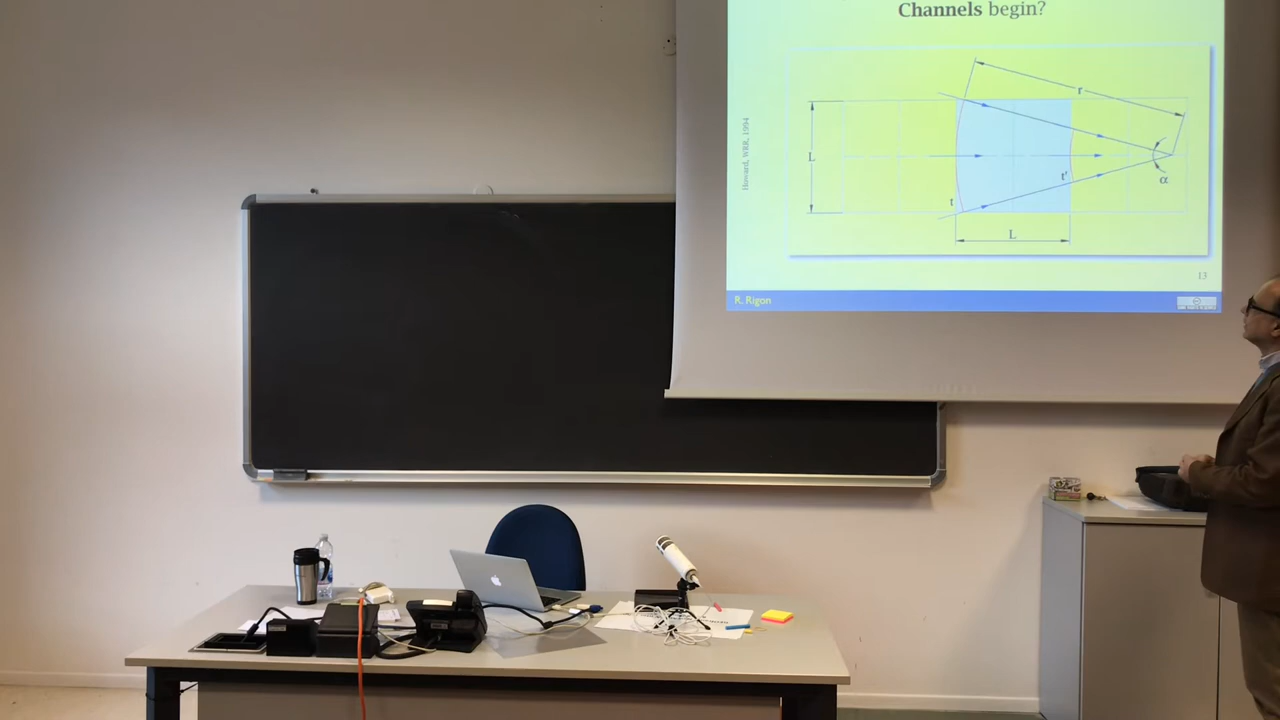 Channels begin?
Howard, WRR, 1994
r
L
t'
α
t
L
13
R. Rigon